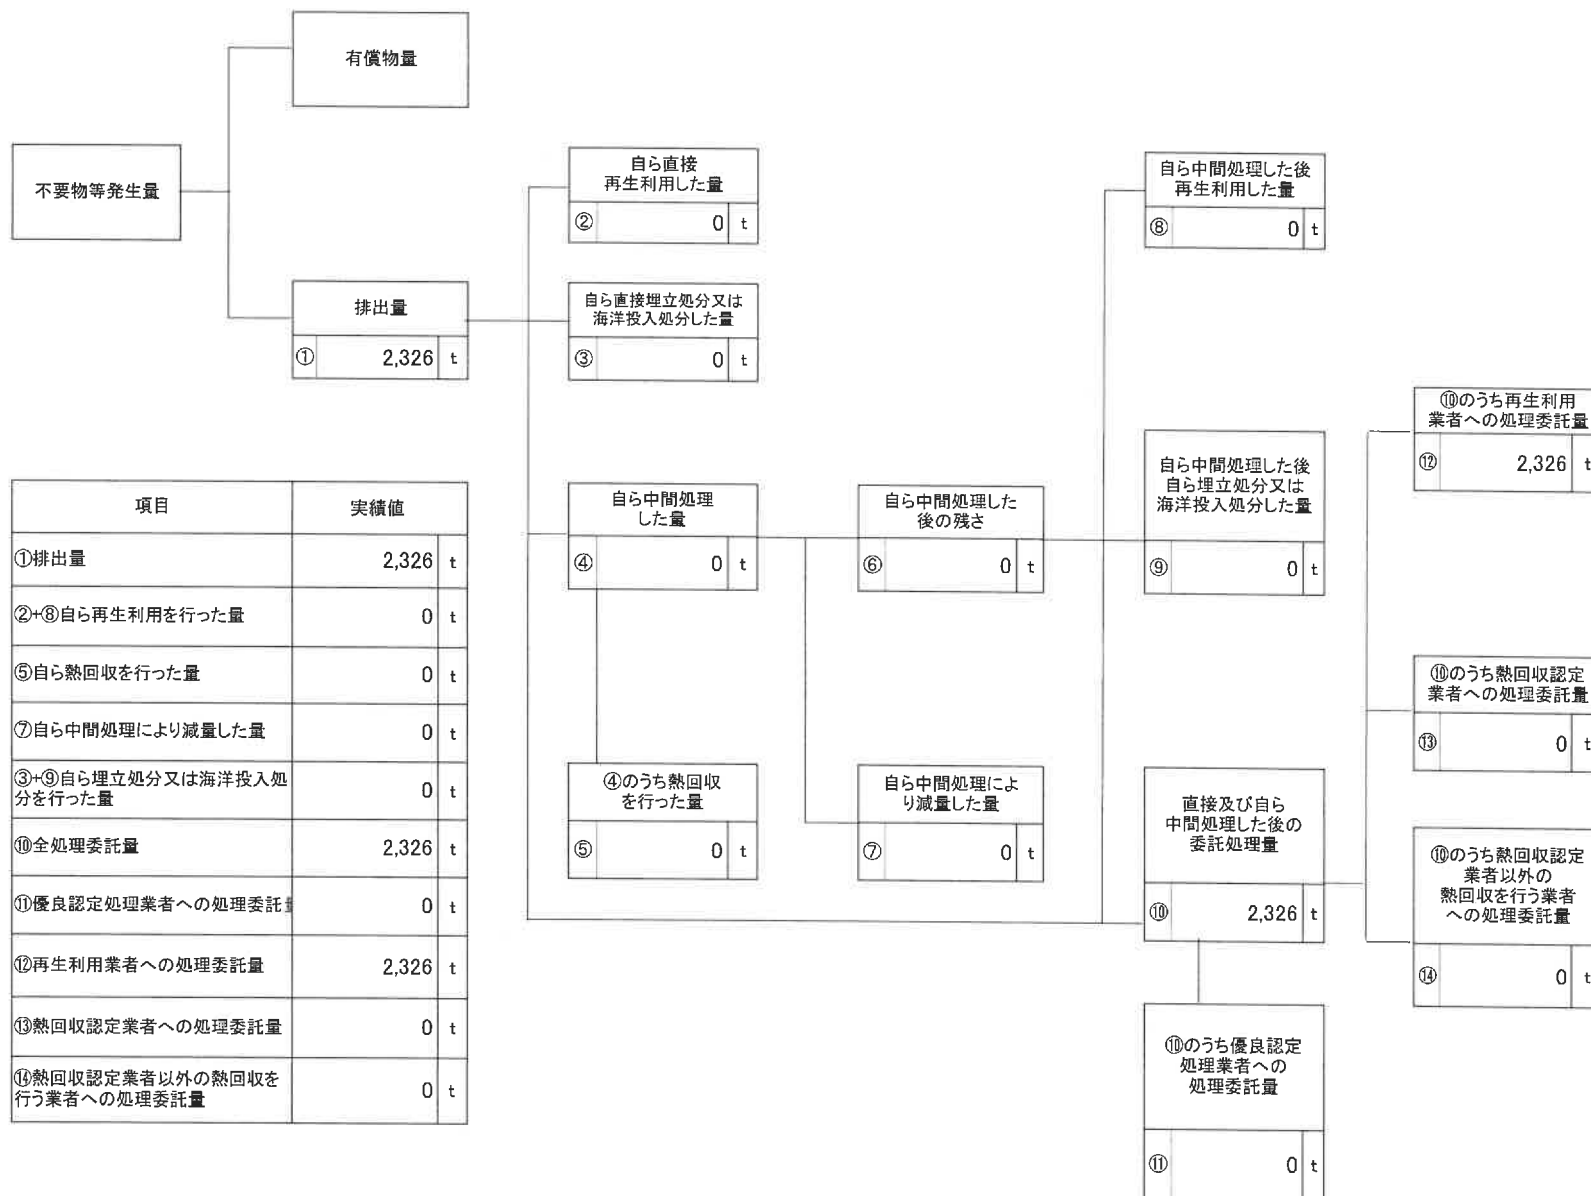 有償物量
不要物等発生量
排出量
① 2,326 t
自ら直接
再生利用した量
② 0 t
自ら直接埋立処分又は
海洋投入処分した量
③ 0 t
自ら中間処理
した量
④ 0 t
④のうち熱回収
を行った量
⑤ 0 t
自ら中間処理した
後の残さ
⑥ 0 t
自ら中間処理によ
り減量した量
⑦ 0 t
自ら中間処理した後
再生利用した量
⑧ 0 t
自ら中間処理した後
自ら埋立処分又は
海洋投入処分した量
⑨ 0 t
直接及び自ら
中間処理した後の
委託処理量
⑩ 2,326 t
⑩のうち優良認定
処理業者への
処理委託量
⑪ 0 t
⑩のうち再生利用
業者への処理委託量
⑫ 2,326 t
⑩のうち熱回収認定
業者への処理委託量
⑬ 0 t
⑩のうち熱回収認定
業者以外の
熱回収を行う業者
への処理委託量
⑭ 0 t
項目 実績値
①排出量 2,326 t
②+⑧自ら再生利用を行った量 0 t
⑤自ら熱回収を行った量 0 t
⑦自ら中間処理により減量した量 0 t
③+⑨自ら埋立処分又は海洋投入処
分を行った量 0 t
⑩全処理委託量 2,326 t
⑪優良認定処理業者への処理委託 0 t
⑫再生利用業者への処理委託量 2,326 t
⑬熱回収認定業者への処理委託量 0 t
⑭熱回収認定業者以外の熱回収を
行う業者への処理委託量 0 t